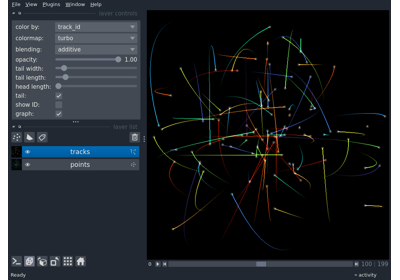 File View Plugins Window Help
layer controls
color by: track_id
colormap: turbo
blending: additive
opacity: 1.00
tail width:
tail length:
head length:
tail:
show ID:
graph:
layer list
tracks
points
100 199
Ready
activity